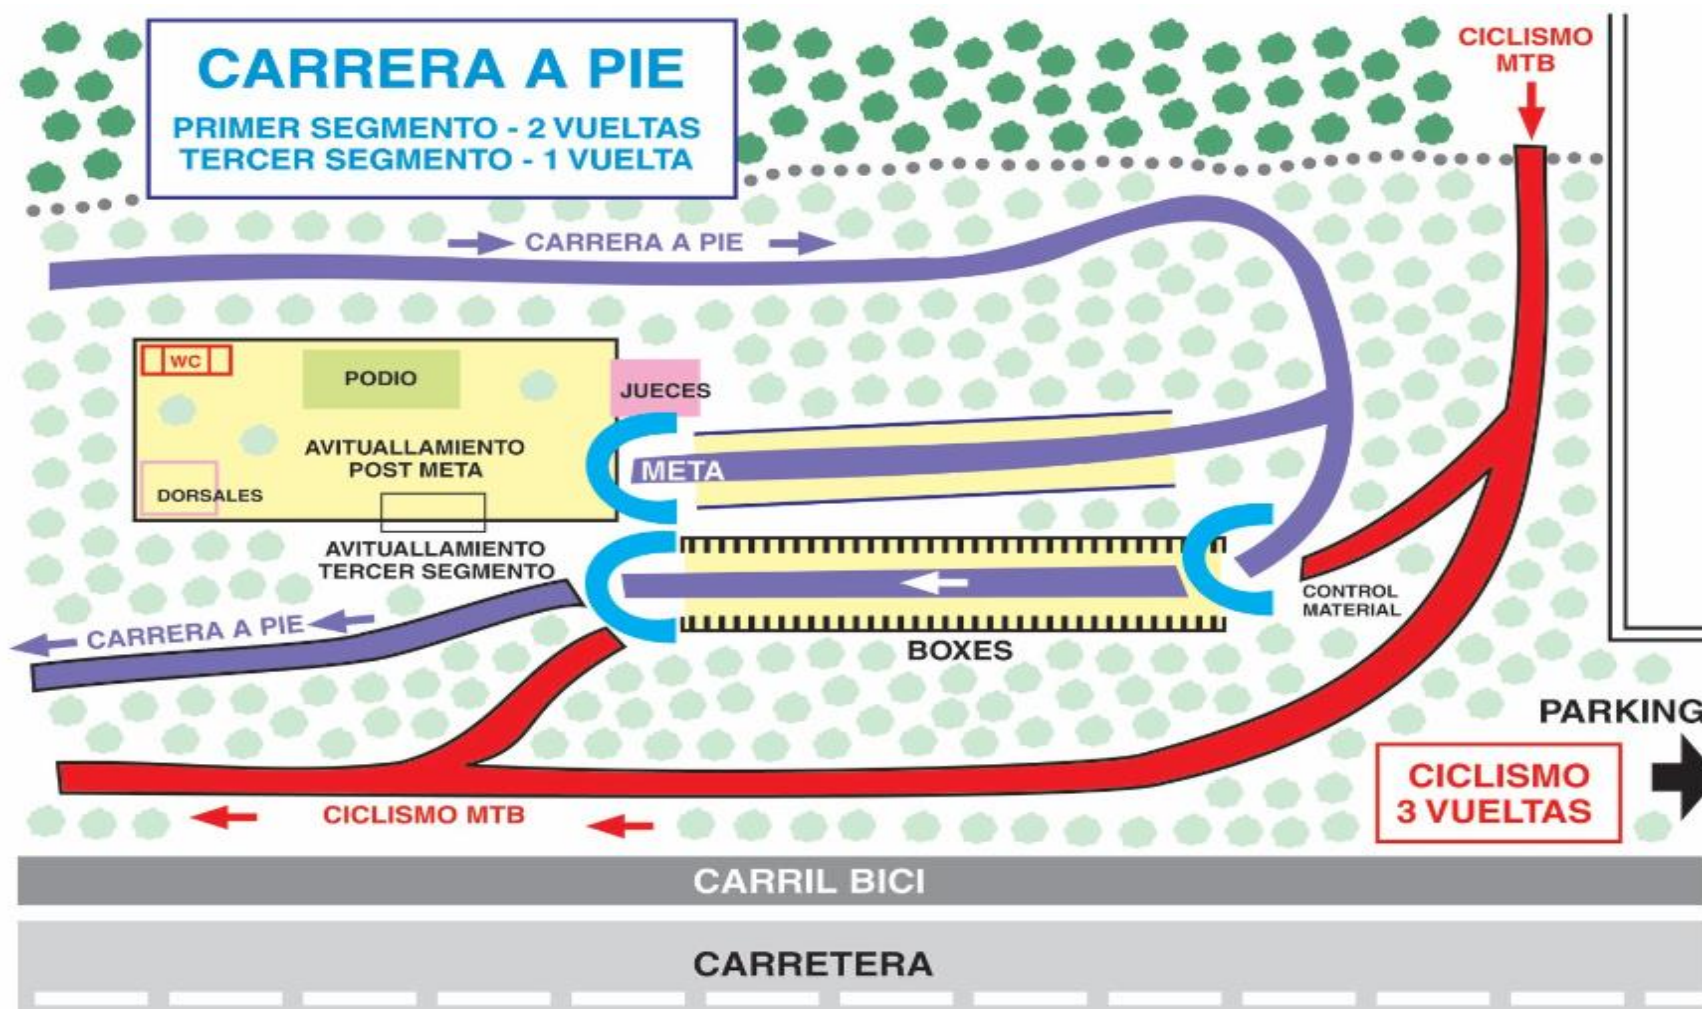 CARRERA A PIE
PRIMER SEGMENTO - 2 VUELTAS
TERCER SEGMENTO - 1 VUELTA
CICLISMO
MTB
CARRERA A PIE
WC
PODIO
JUECES
AVITUALLAMIENTO
POST META
META
DORSALES
AVITUALLAMIENTO
TERCER SEGMENTO
CONTROL
MATERIAL
CARRERA A PIE
BOXES
PARKING
CICLISMO
3 VUELTAS
CICLISMO MTB
CARRIL BICI
CARRETERA